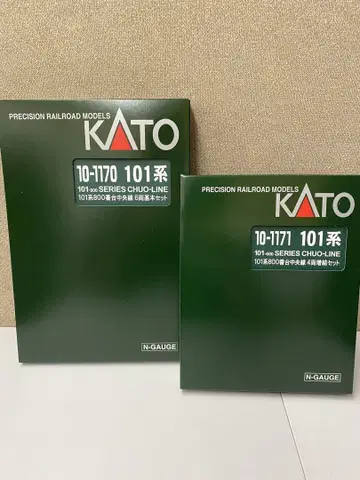 PRECISION RAILROAD MODELS
KATO
10-1170 101系
101-800 SERIES CHUO-LINE
101系800番台中央線 6両基本セット
N-GAUGE
PRECISION RAILROAD MODELS
KATO
10-1171 101系
101-800 SERIES CHUO-LINE
101系800番台中央線 4両増結セット
N-GAUGE